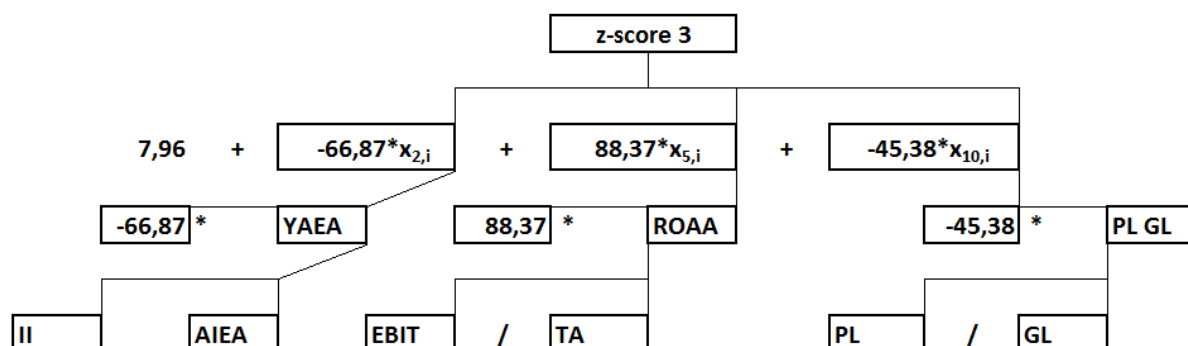 z-score 3
7,96 + -66,87*x2,i + 88,37*x5,i + -45,38*x10,i
-66,87 * YAEA 88,37 * ROAA -45,38 * PL GL
II AIEA EBIT / TA PL / GL